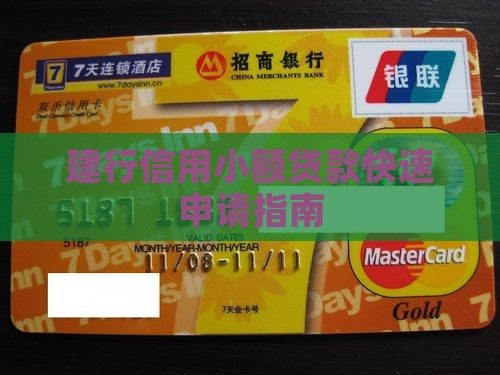 7
7天连锁酒店
7Daysinn
www.7daysinn.cn
招商银行
CHINA MERCHANTS BANK
银联
双币信用卡
Dual-Currency Credit Card
7DaysInn
建行信用小额贷款快速
申请指南
5187
5187
VALID DATES
MONTH/YEAR-MONTH/YEAR
11/08-11/11
7天会卡号
MasterCard
Gold